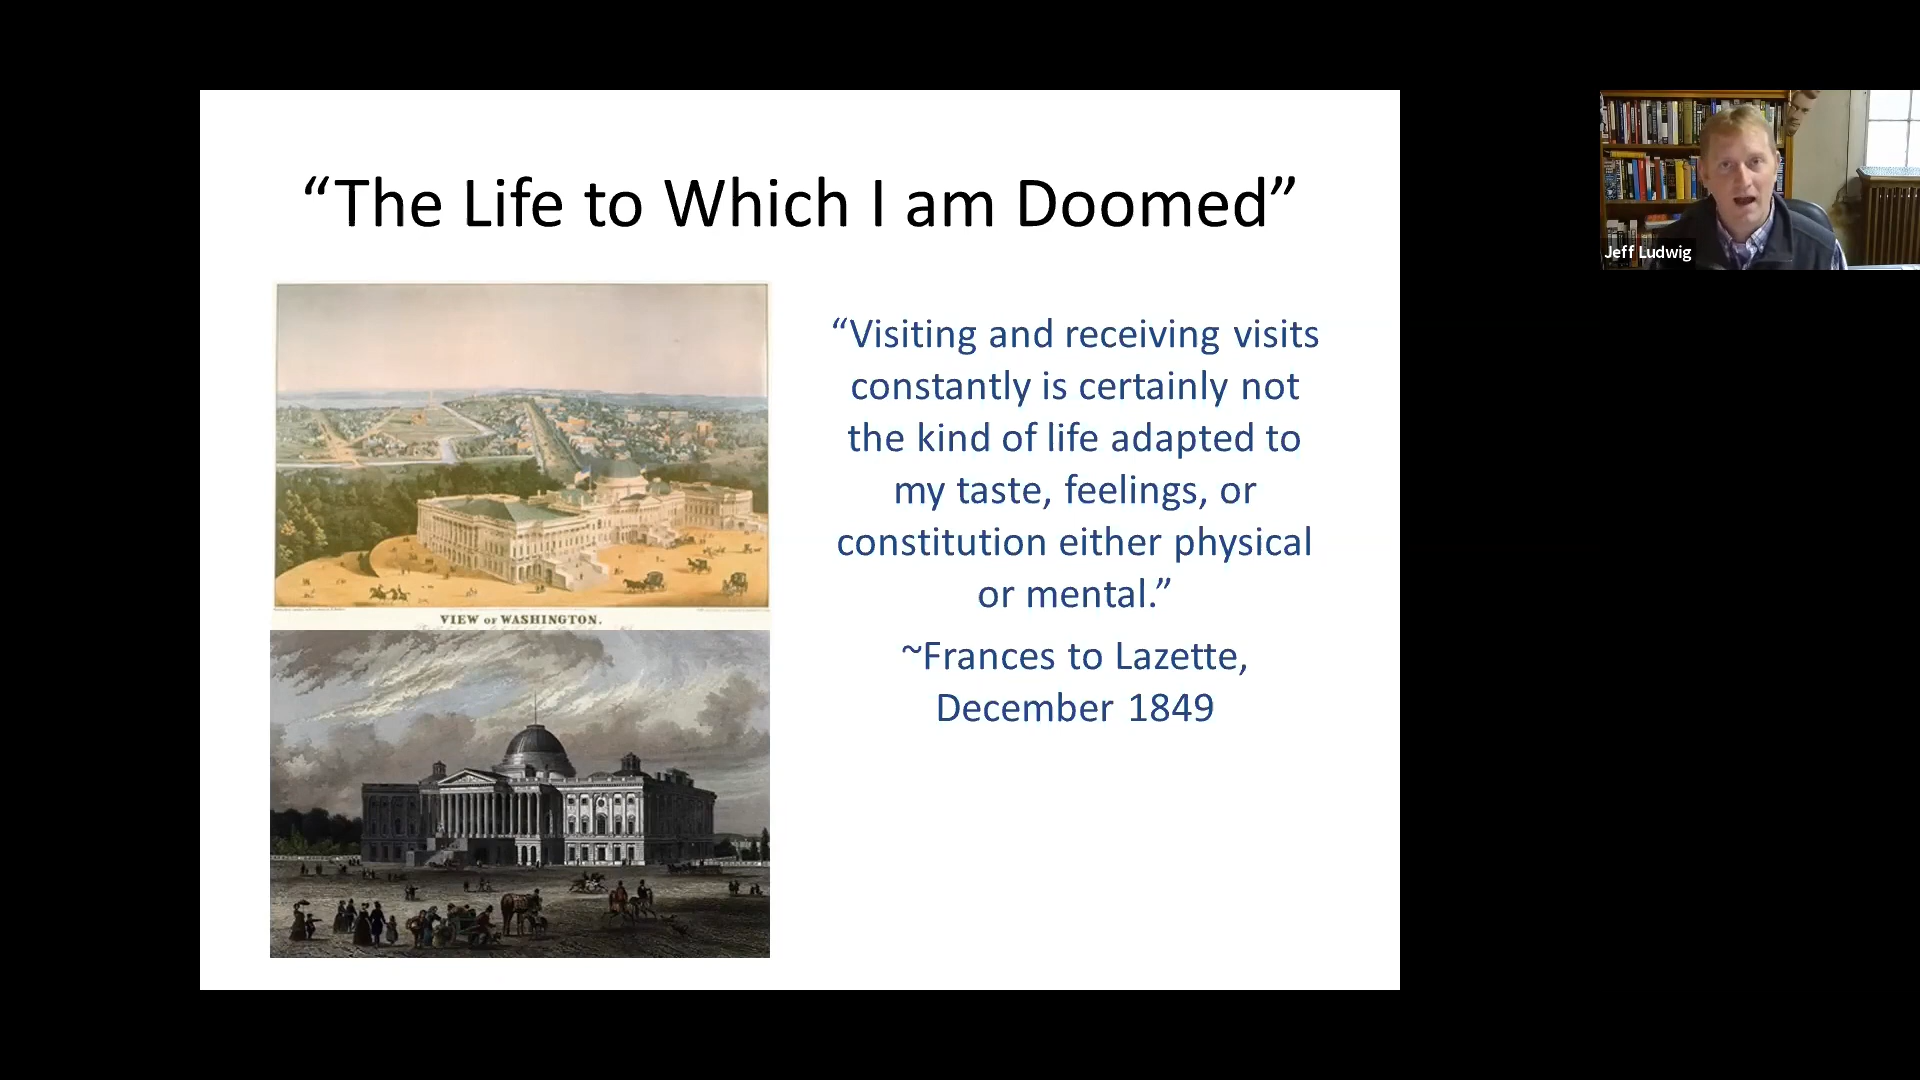 “The Life to Which I am Doomed”
“Visiting and receiving visits
constantly is certainly not
the kind of life adapted to
my taste, feelings, or
constitution either physical
or mental.”
~Frances to Lazette,
December 1849
VIEW OF WASHINGTON.
Jeff Ludwig